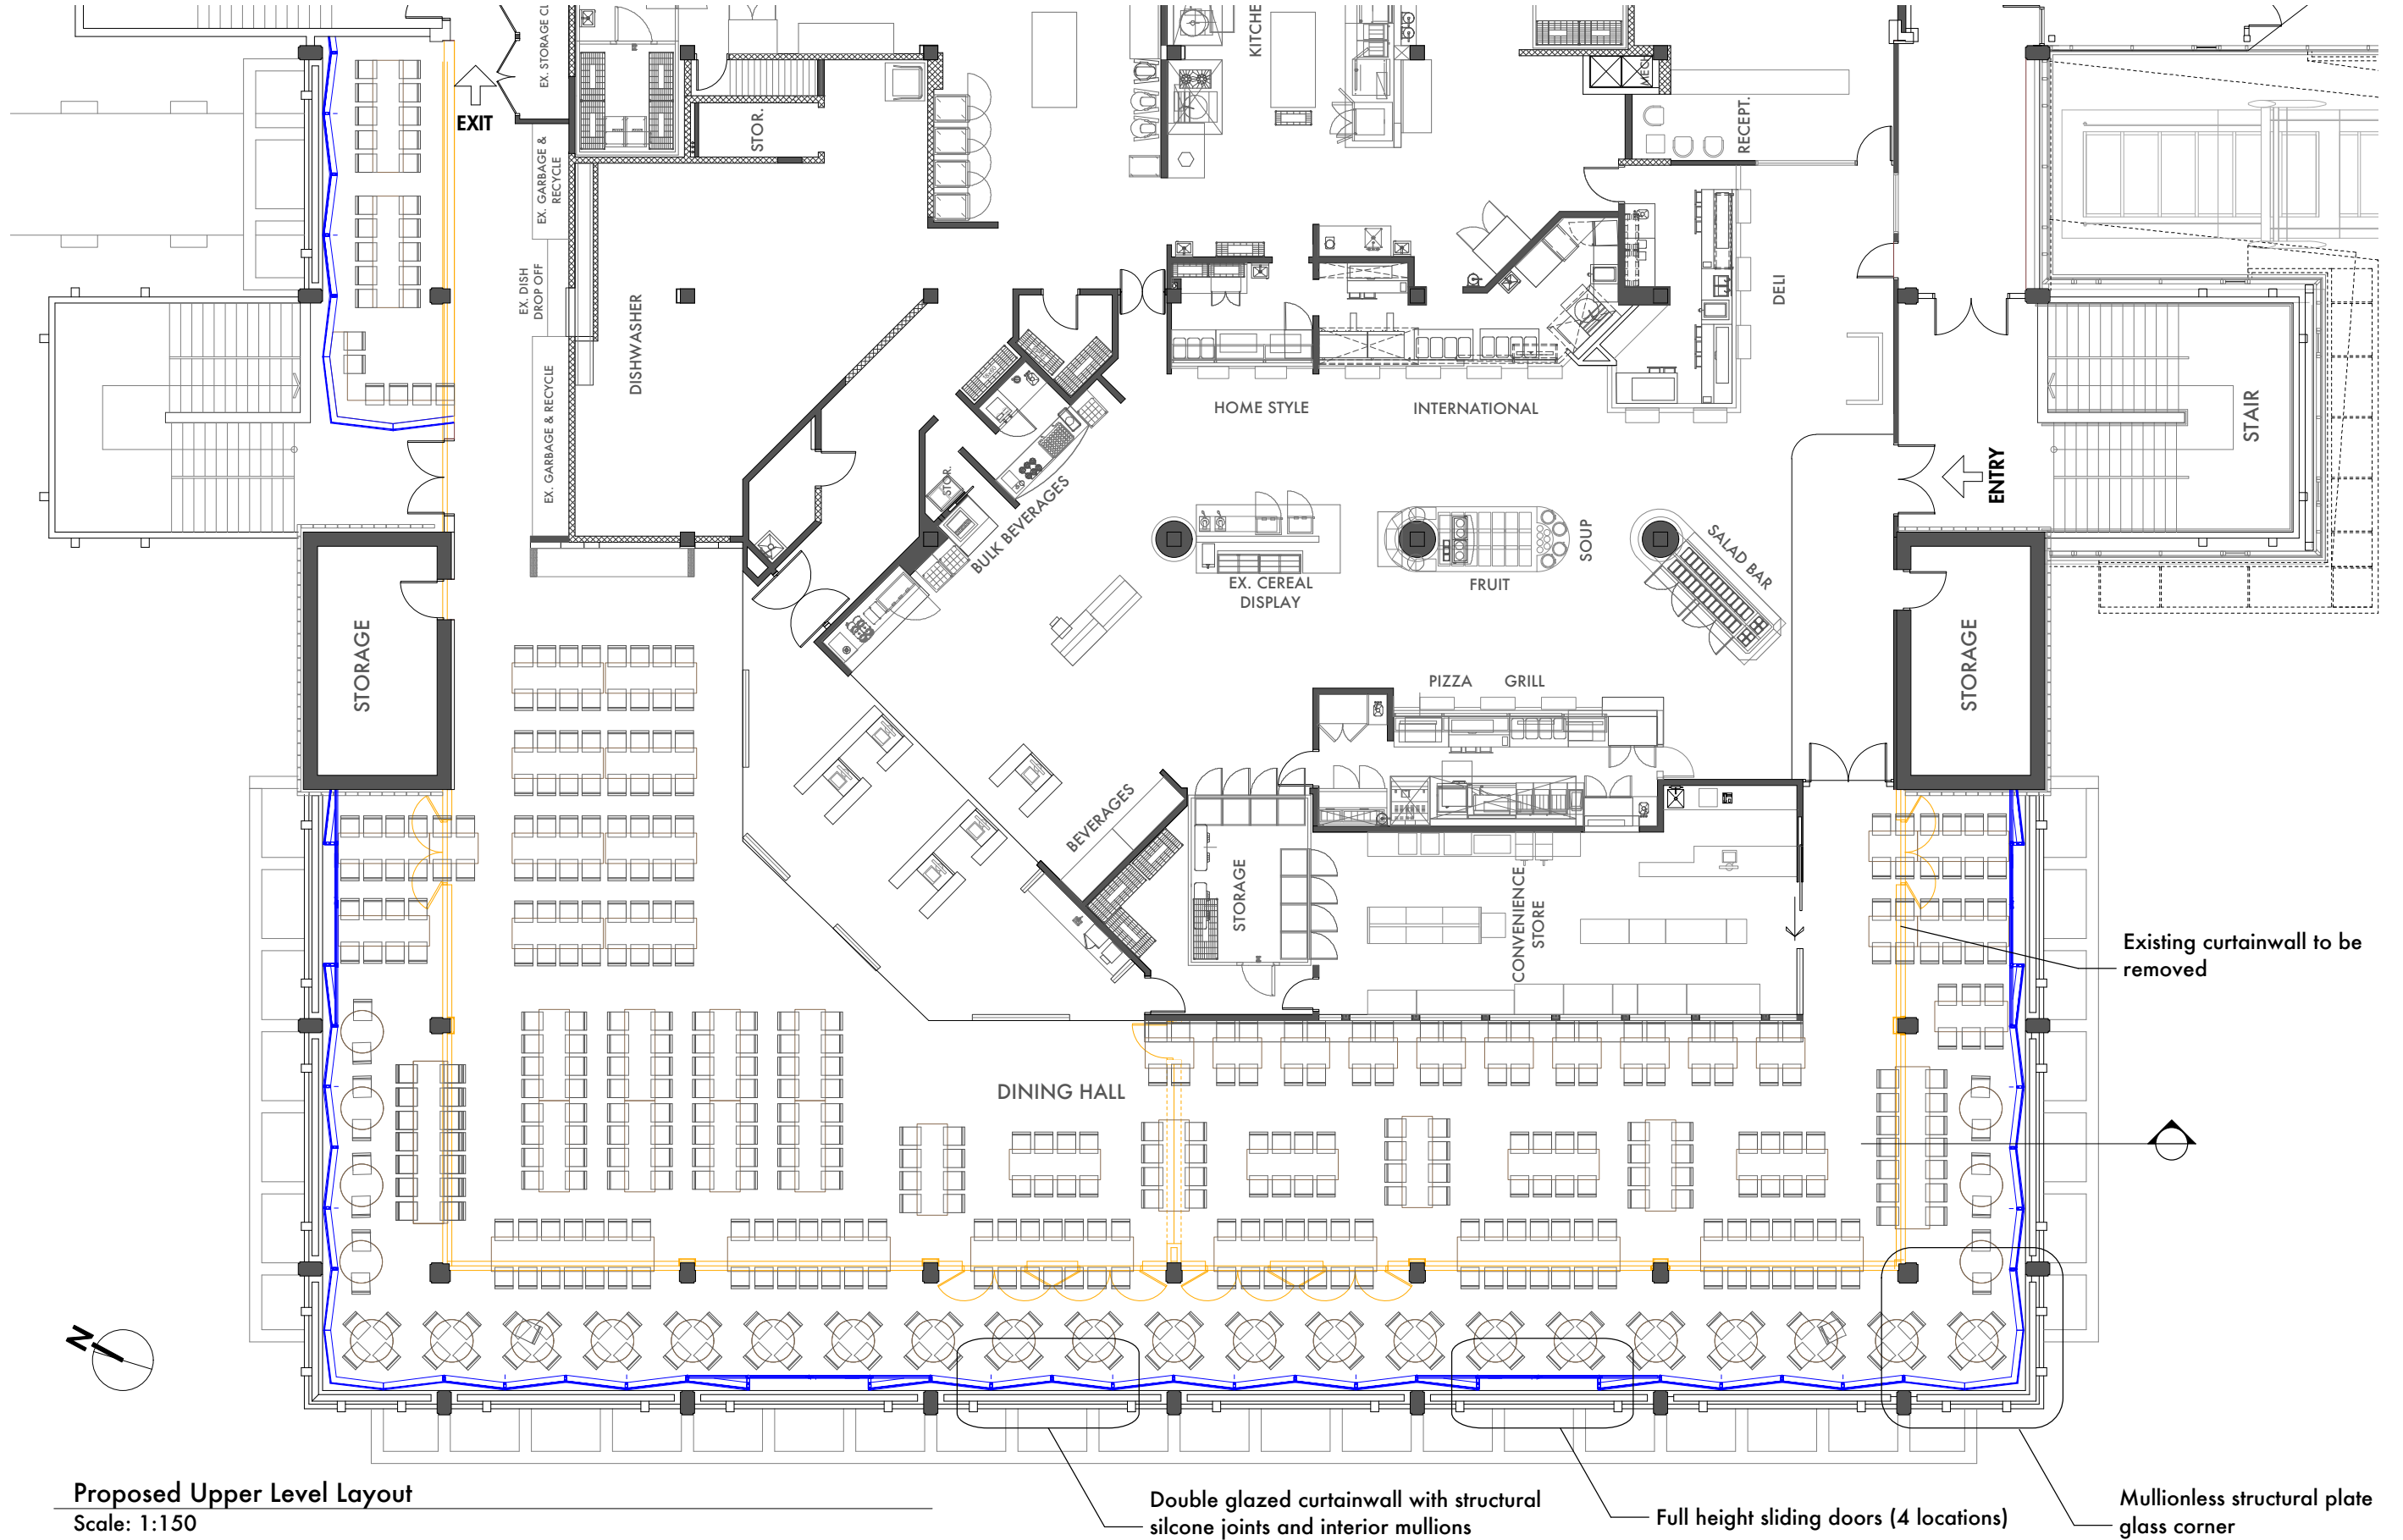 EX. STORAGE CL
KITCHE
MECH
EXIT
STOR.
RECEPT.
EX. GARBAGE &
RECYCLE
EX. DISH
DROP OFF
DISHWASHER
DELI
HOME STYLE
INTERNATIONAL
STAIR
EX. GARBAGE & RECYCLE
STOR.
ENTRY
BULK BEVERAGES
SOUP
SALAD BAR
EX. CEREAL
DISPLAY
FRUIT
STORAGE
STORAGE
PIZZA
GRILL
BEVERAGES
STORAGE
CONVENIENCE
STORE
Existing curtainwall to be
removed
DINING HALL
N
Proposed Upper Level Layout
Scale: 1:150
Double glazed curtainwall with structural
silcone joints and interior mullions
Full height sliding doors (4 locations)
Mullionless structural plate
glass corner